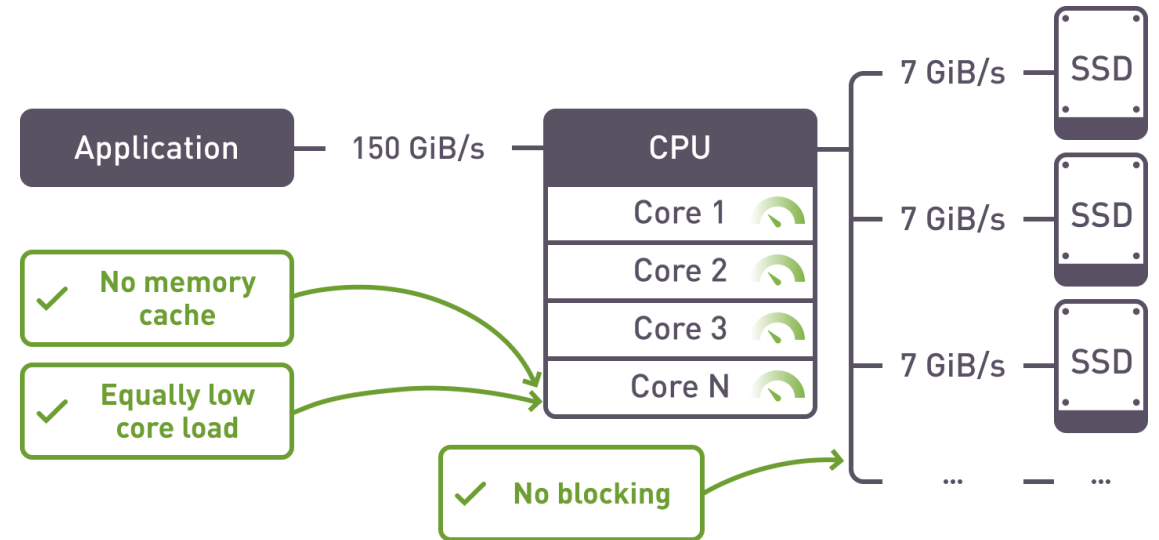 Application
150 GiB/s
CPU
Core 1
Core 2
Core 3
Core N
7 GiB/s
SSD
7 GiB/s
SSD
7 GiB/s
SSD
...
...
No memory
cache
Equally low
core load
No blocking